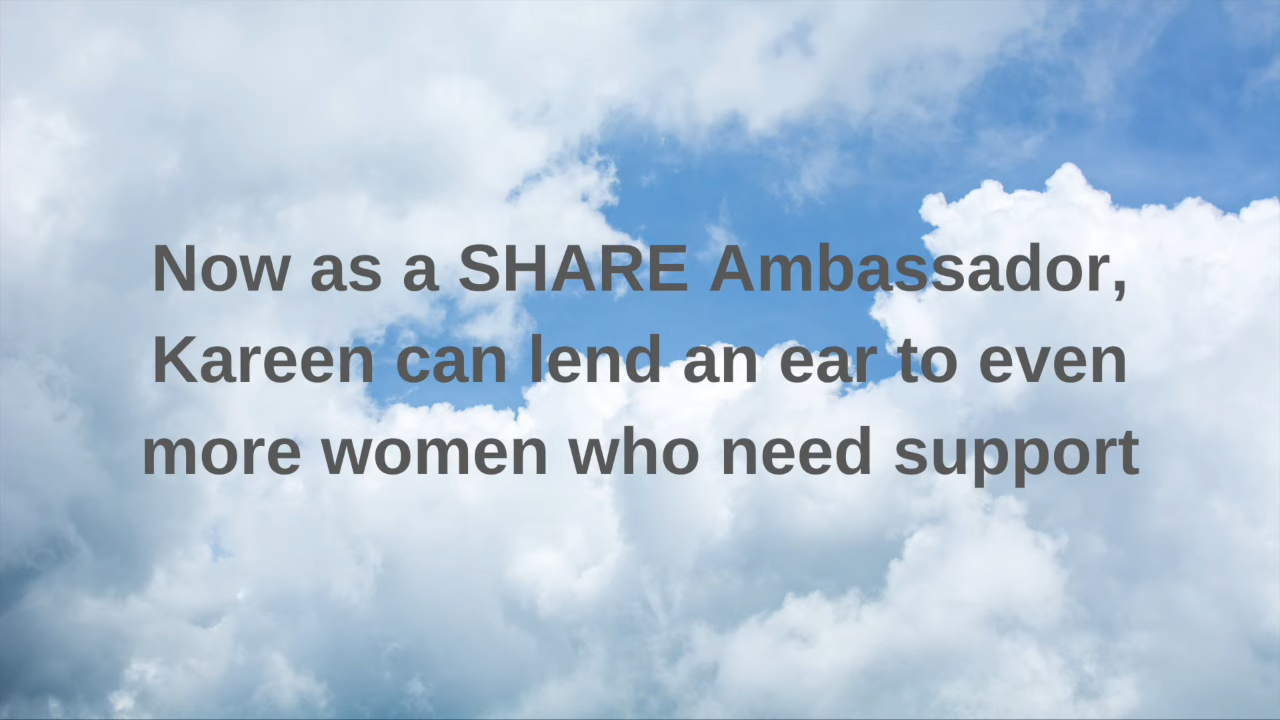 Now as a SHARE Ambassador,
Kareen can lend an ear to even
more women who need support